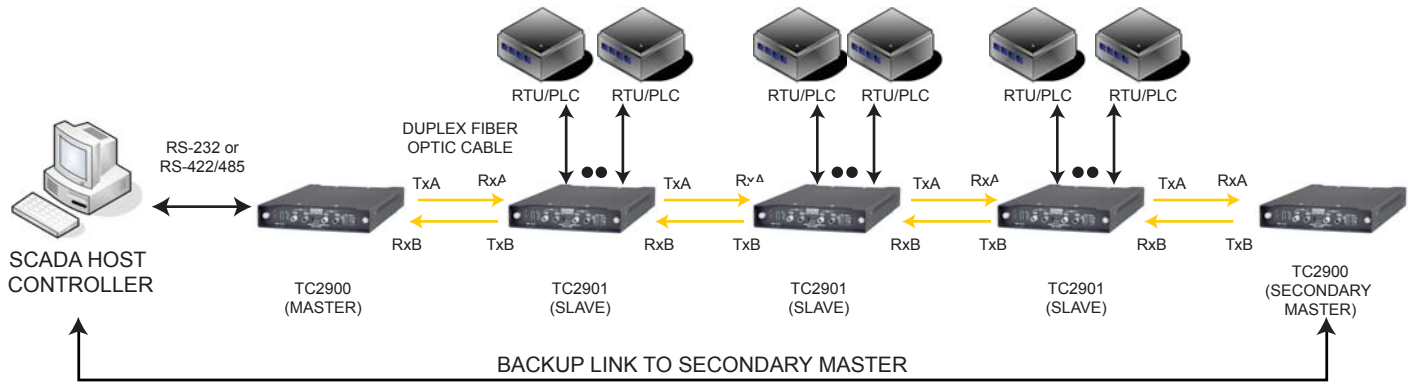 RTU/PLC RTU/PLC RTU/PLC RTU/PLC RTU/PLC RTU/PLC
DUPLEX FIBER
OPTIC CABLE
RS-232 or
RS-422/485
TxA RxA TxA RxA TxA RxA TxA RxA
RxB TxB RxB TxB RxB TxB RxB TxB
SCADA HOST
CONTROLLER
TC2900
(MASTER)
TC2901
(SLAVE)
TC2901
(SLAVE)
TC2901
(SLAVE)
TC2900
(SECONDARY
MASTER)
BACKUP LINK TO SECONDARY MASTER